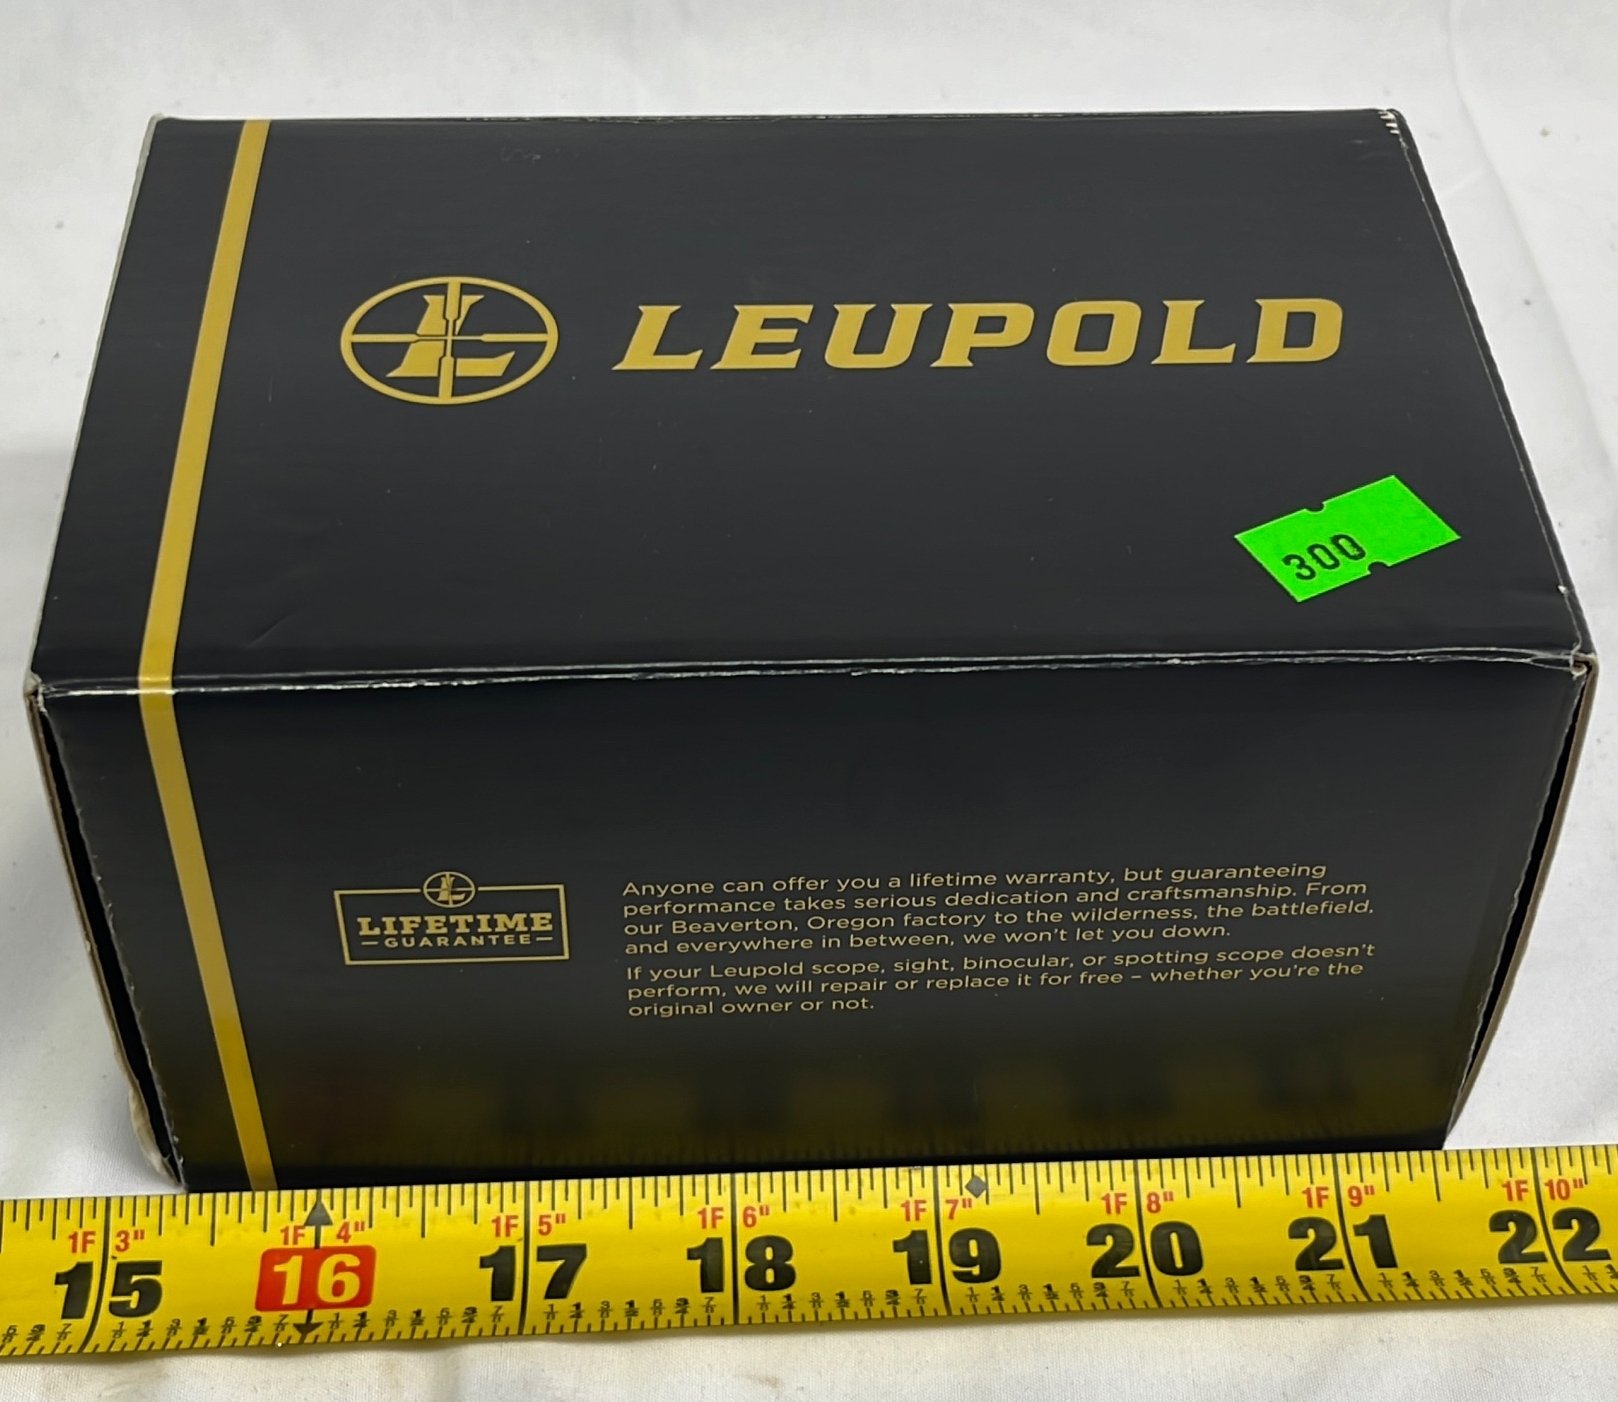 LEUPOLD
300
LIFETIME
GUARANTEE
Anyone can offer you a lifetime warranty, but guaranteeing
performance takes serious dedication and craftsmanship. From
our Beaverton, Oregon factory to the wilderness, the battlefield,
and everywhere in between, we won't let you down.
If your Leupold scope, sight, binocular, or spotting scope doesn't
perform, we will repair or replace it for free – whether you're the
original owner or not.
1F 3" 1F 4" 1F 5" 1F 6" 1F 7" 1F 8" 1F 9" 1F 10"
15 16 17 18 19 20 21 22